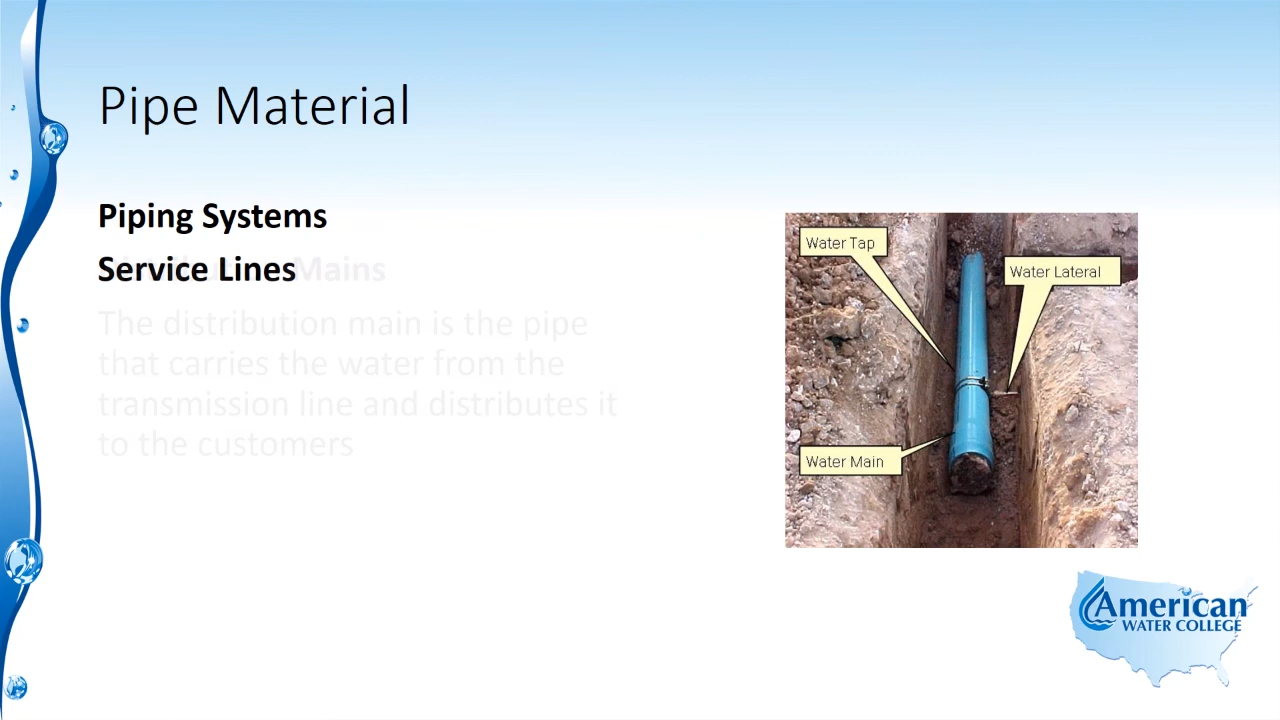 Pipe Material
Piping Systems
Service Lines
Mains
The distribution main is the pipe
that carries the water from the
transmission line and distributes it
to the customers
Water Tap
Water Lateral
Water Main
American
WATER COLLEGE